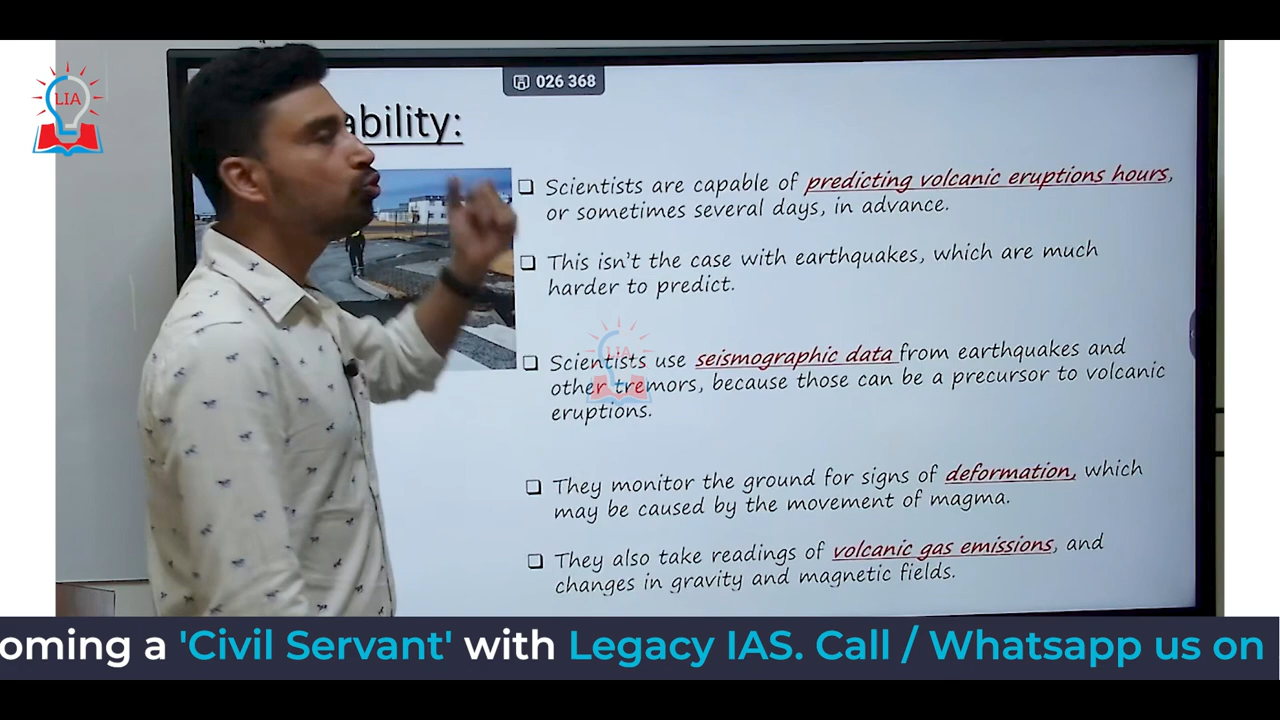 LIA
026 368
ability:
❑ Scientists are capable of predicting volcanic eruptions hours,
or sometimes several days, in advance.
❑ This isn't the case with earthquakes, which are much
harder to predict.
LIA
❑ Scientists use seismographic data from earthquakes and
other tremors, because those can be a precursor to volcanic
eruptions.
❑ They monitor the ground for signs of deformation, which
may be caused by the movement of magma.
❑ They also take readings of volcanic gas emissions, and
changes in gravity and magnetic fields.
oming a 'Civil Servant' with Legacy IAS. Call / Whatsapp us on